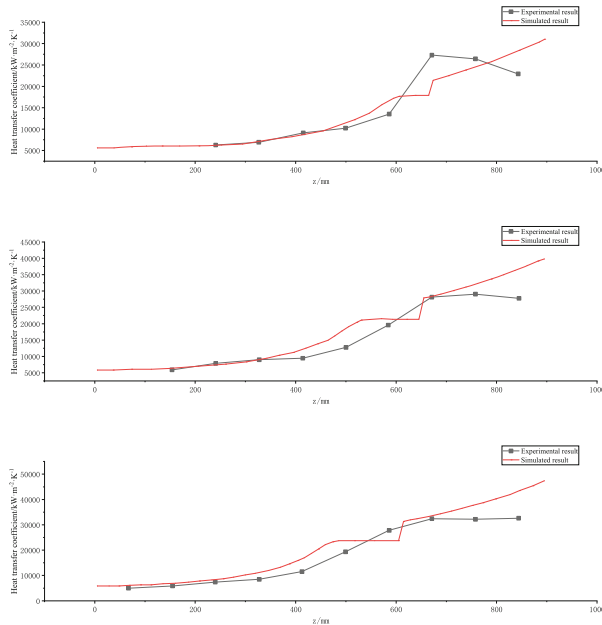 Experimental result
Simulated result
Heat transfer coefficient/kW·m⁻²·K⁻¹
35000
30000
25000
20000
15000
10000
5000
0 200 400 600 800 1000
z/mm
Experimental result
Simulated result
Heat transfer coefficient/kW·m⁻²·K⁻¹
45000
40000
35000
30000
25000
20000
15000
10000
5000
0 200 400 600 800 1000
z/mm
Experimental result
Simulated result
Heat transfer coefficient/kW·m⁻²·K⁻¹
50000
40000
30000
20000
10000
0
0 200 400 600 800 1000
z/mm